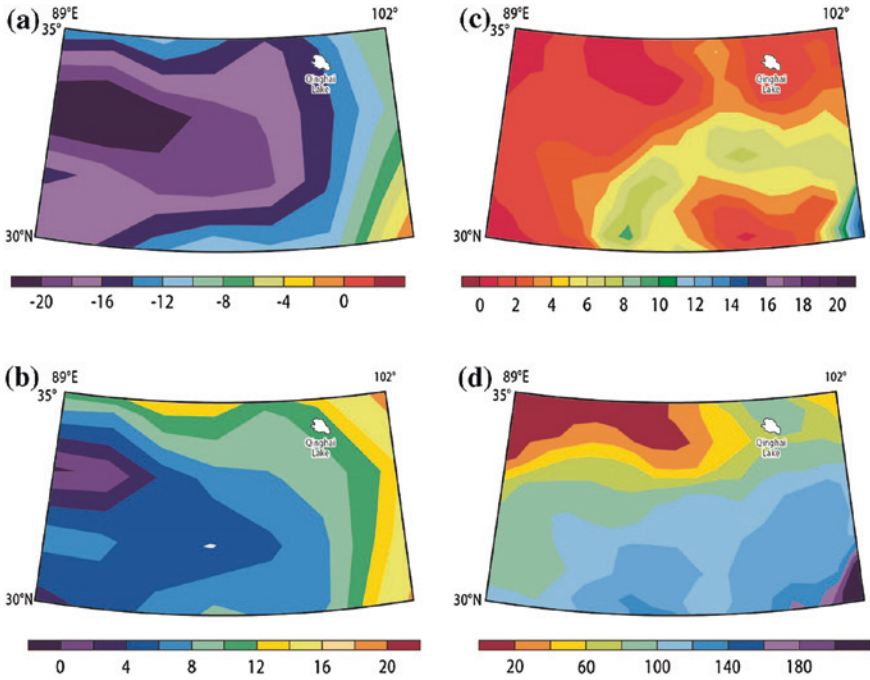 (a)
89°E
102°
35°
Qinghai
Lake
30°N
-20 -16 -12 -8 -4 0
(c)
89°E
102°
35°
Qinghai
Lake
30°N
0 2 4 6 8 10 12 14 16 18 20
(b)
89°E
102°
35°
Qinghai
Lake
30°N
0 4 8 12 16 20
(d)
89°E
102°
35°
Qinghai
Lake
30°N
20 60 100 140 180